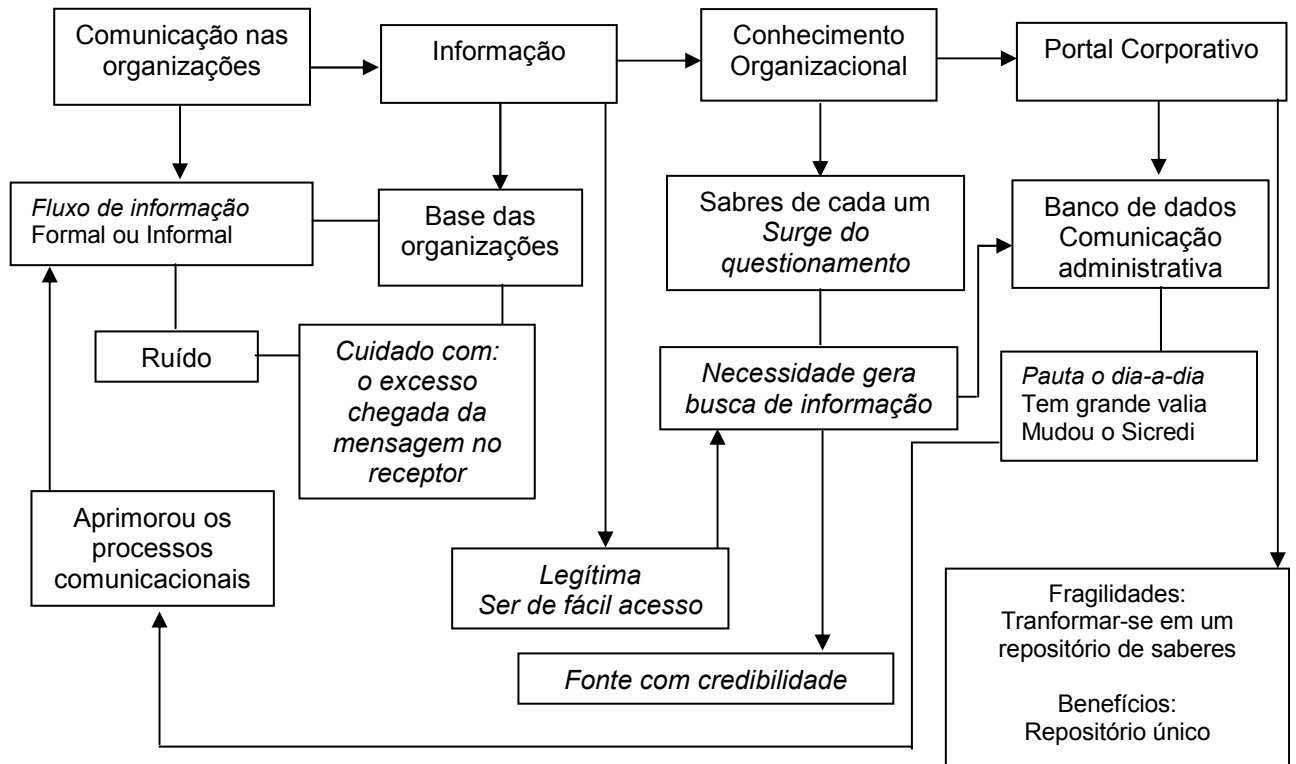 Comunicação nas
organizações
Informação
Conhecimento
Organizacional
Portal Corporativo
Fluxo de informação
Formal ou Informal
Base das
organizações
Sabres de cada um
Surge do
questionamento
Banco de dados
Comunicação
administrativa
Ruído
Cuidado com:
o excesso
chegada da
mensagem no
receptor
Necessidade gera
busca de informação
Pauta o dia-a-dia
Tem grande valia
Mudou o Sicredi
Aprimorou os
processos
comunicacionais
Legítima
Ser de fácil acesso
Fonte com credibilidade
Fragilidades:
Tranformar-se em um
repositório de saberes
Benefícios:
Repositório único